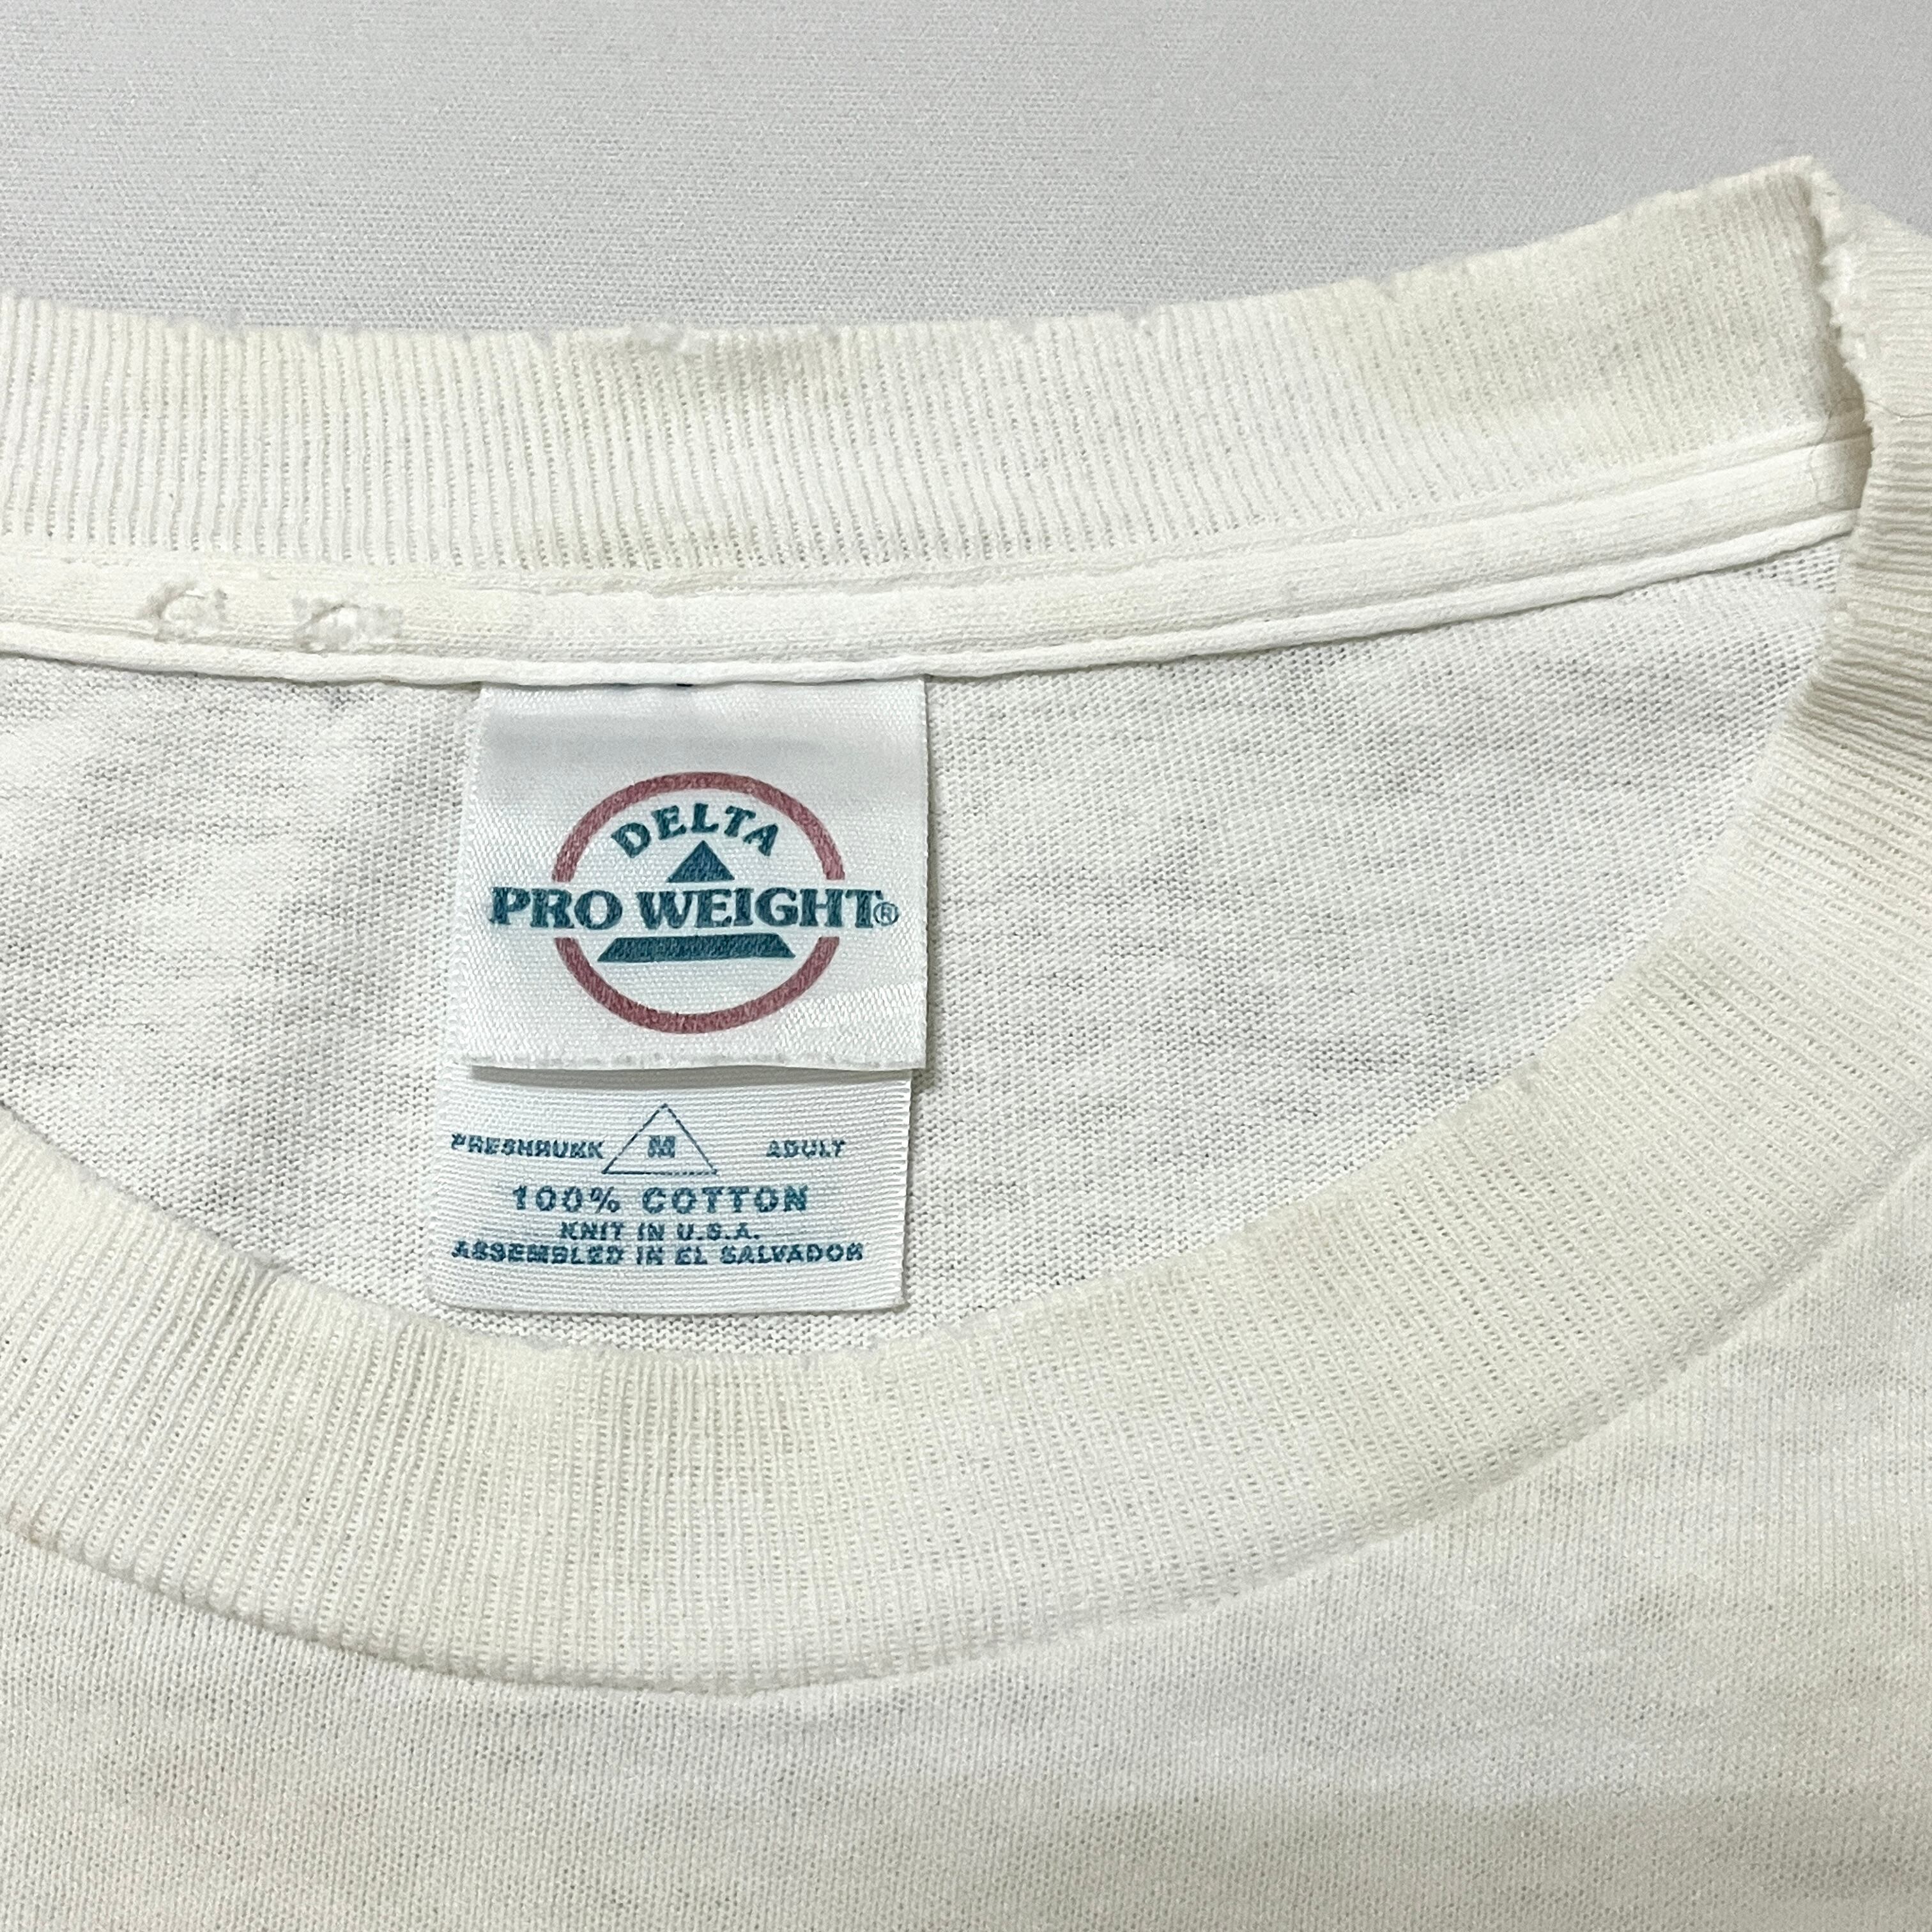 DELTA
PRO WEIGHT®
PRESHRUNK M ADULT
100% COTTON
KNIT IN U.S.A.
ASSEMBLED IN EL SALVADOR